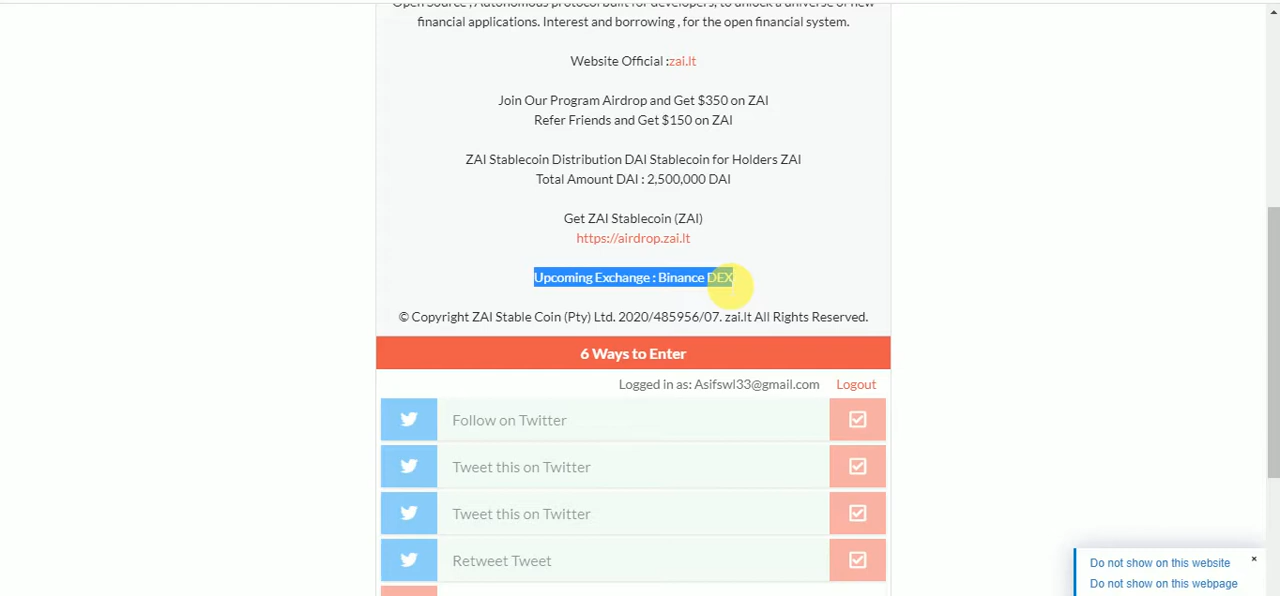 Open Source , Autonomous protocol built for developers, to unlock a universe of new
financial applications. Interest and borrowing , for the open financial system.
Website Official :zai.lt
Join Our Program Airdrop and Get $350 on ZAI
Refer Friends and Get $150 on ZAI
ZAI Stablecoin Distribution DAI Stablecoin for Holders ZAI
Total Amount DAI : 2,500,000 DAI
Get ZAI Stablecoin (ZAI)
https://airdrop.zai.lt
Upcoming Exchange : Binance DEX
© Copyright ZAI Stable Coin (Pty) Ltd. 2020/485956/07. zai.lt All Rights Reserved.
6 Ways to Enter
Logged in as: Asifswl33@gmail.com Logout
Follow on Twitter
Tweet this on Twitter
Tweet this on Twitter
Retweet Tweet
Do not show on this website
Do not show on this webpage